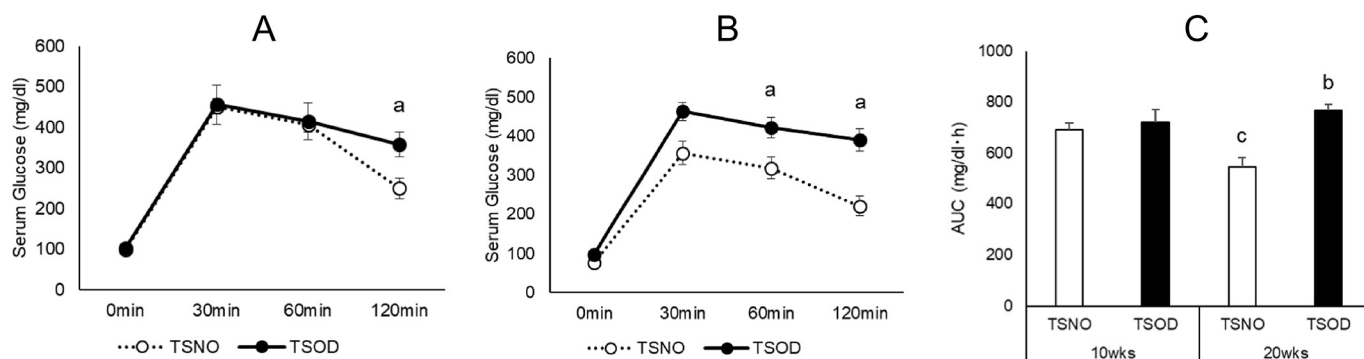 A
Serum Glucose (mg/dl)
600
500
400
300
200
100
0
a
0min 30min 60min 120min
TSNO TSOD
B
Serum Glucose (mg/dl)
600
500
400
300
200
100
0
a a
0min 30min 60min 120min
TSNO TSOD
C
AUC (mg/dl·h)
1000
800
600
400
200
0
c b
TSNO TSOD TSNO TSOD
10wks 20wks